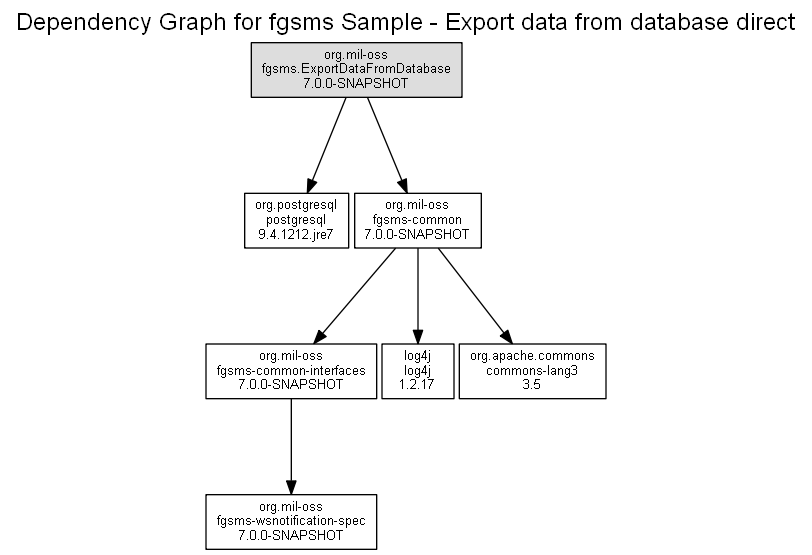 Dependency Graph for fgsms Sample - Export data from database direct
org.mil-oss
fgsms.ExportDataFromDatabase
7.0.0-SNAPSHOT
org.postgresql
postgresql
9.4.1212.jre7
org.mil-oss
fgsms-common
7.0.0-SNAPSHOT
org.mil-oss
fgsms-common-interfaces
7.0.0-SNAPSHOT
log4j
log4j
1.2.17
org.apache.commons
commons-lang3
3.5
org.mil-oss
fgsms-wsnotification-spec
7.0.0-SNAPSHOT